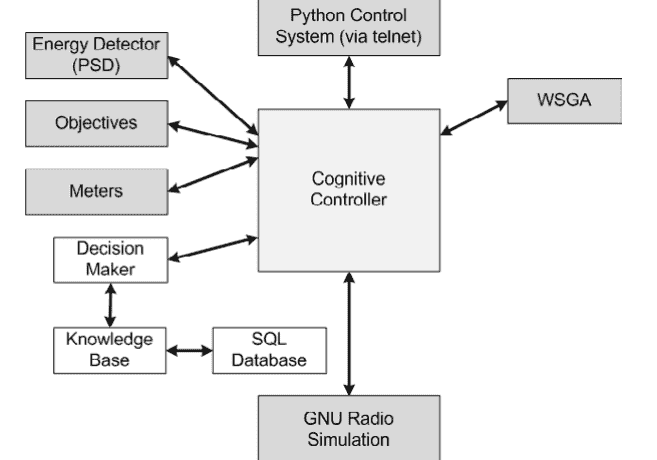 Python Control
System (via telnet)
Energy Detector
(PSD)
WSGA
Objectives
Cognitive
Controller
Meters
Decision
Maker
Knowledge
Base
SQL
Database
GNU Radio
Simulation